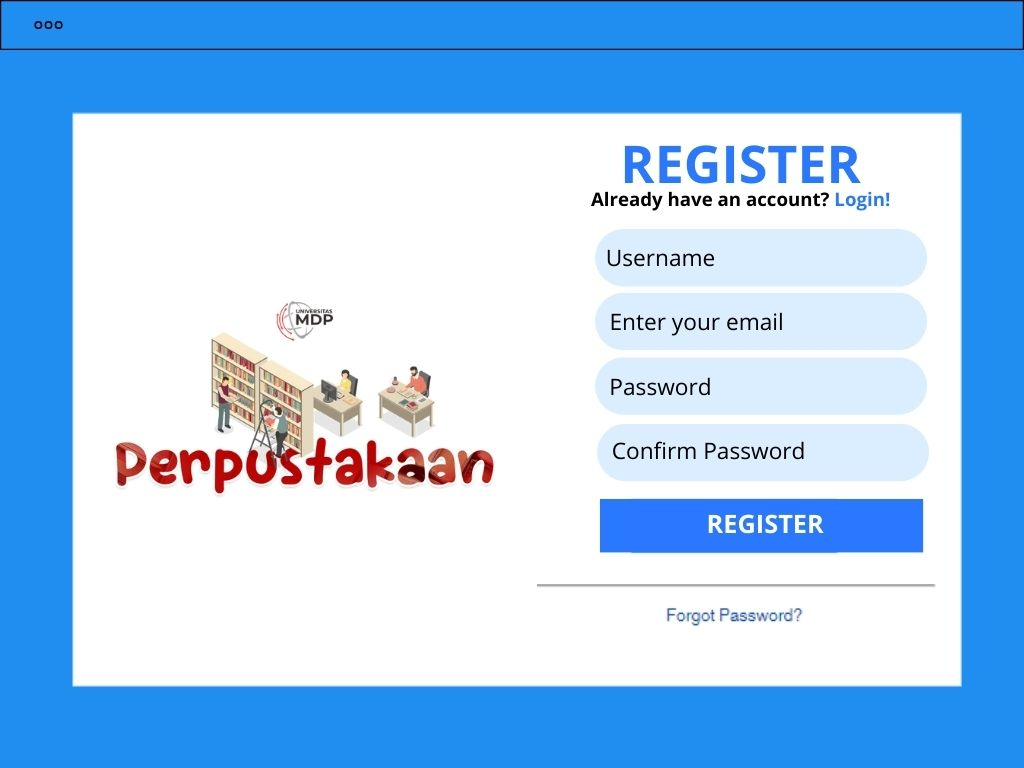 REGISTER
Already have an account? Login!
Username
Enter your email
Password
Confirm Password
REGISTER
Forgot Password?
UNIVERSITAS
MDP
Perpustakaan